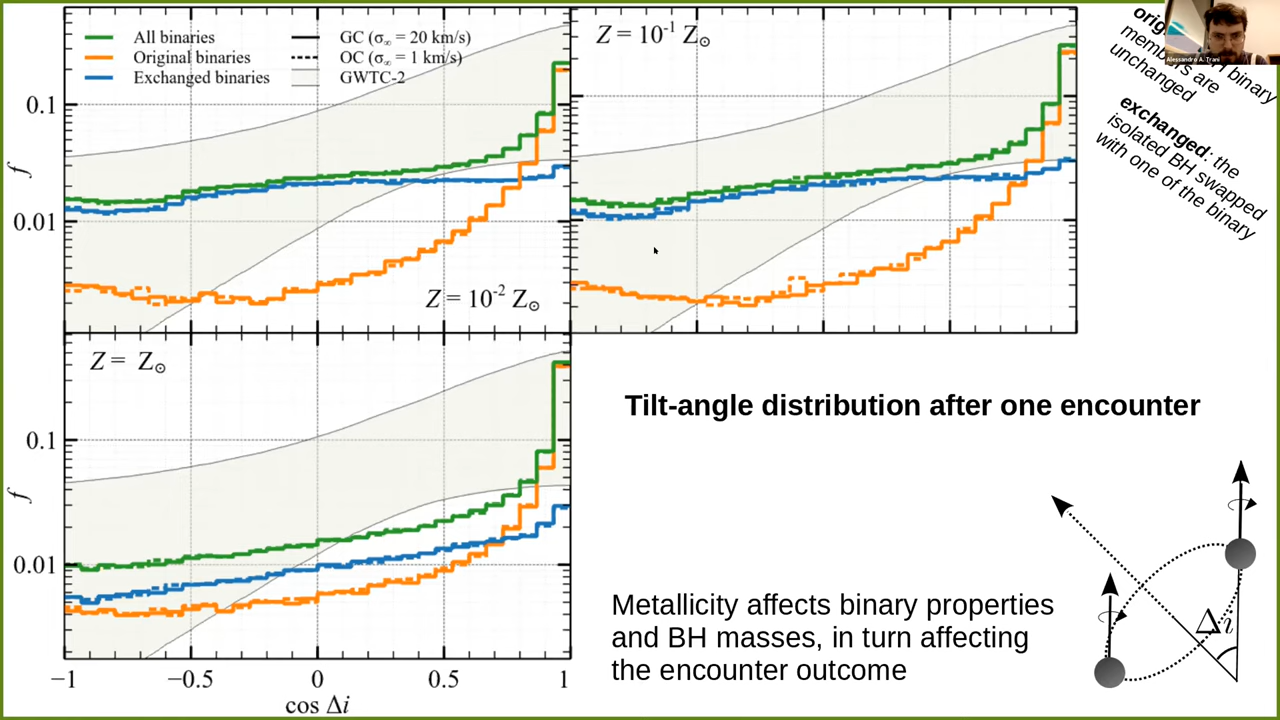 All binaries
Original binaries
Exchanged binaries
GC (σ∞ = 20 km/s)
OC (σ∞ = 1 km/s)
GWTC-2
f
0.1
0.01
Z = 10⁻² Z⊙
Z = 10⁻¹ Z⊙
binary
members are
unchanged
exchanged: the
isolated BH swapped
with one of the binary
Alessandro A. Trani
Z = Z⊙
f
0.1
0.01
−1
−0.5
0
0.5
1
cos Δi
Tilt-angle distribution after one encounter
Metallicity affects binary properties
and BH masses, in turn affecting
the encounter outcome
Δi